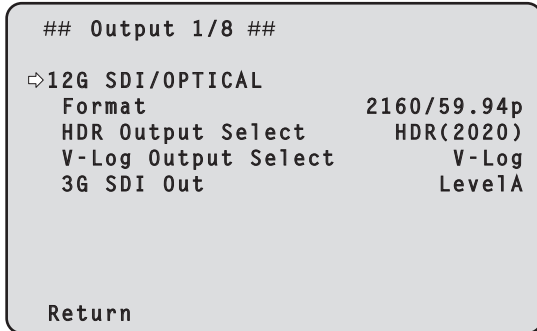 ## Output 1/8 ##
⇨12G SDI/OPTICAL
Format 2160/59.94p
HDR Output Select HDR(2020)
V-Log Output Select V-Log
3G SDI Out LevelA
Return